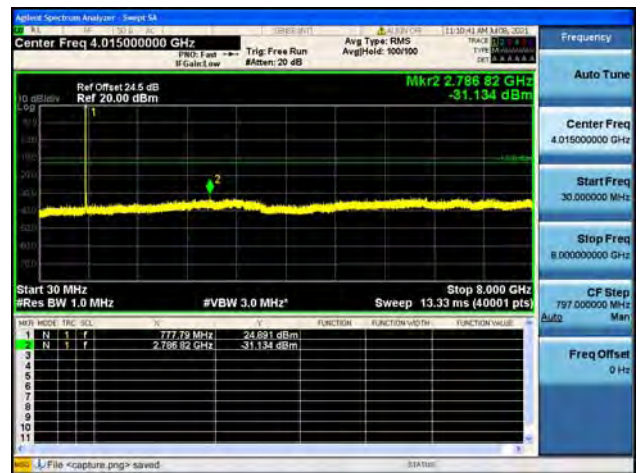 Agilent Spectrum Analyzer - Swept SA
Center Freq 4.015000000 GHz
PNO: Fast
IFGain:Low
Trig: Free Run
#Atten: 20 dB
Avg Type: RMS
Avg|Hold: 100/100
11:10:41 AM
TRACE
TYPE
DET
Frequency
Auto Tune
Center Freq
4.015000000 GHz
Start Freq
30.000000 MHz
Stop Freq
8.000000000 GHz
CF Step
797.000000 MHz
Auto Man
Freq Offset
0 Hz
Mkr2 2.786 82 GHz
-31.134 dBm
Ref Offset 24.5 dB
10 dB/div Ref 20.00 dBm
Log
1
2
Start 30 MHz Stop 8.000 GHz
#Res BW 1.0 MHz #VBW 3.0 MHz* Sweep 13.33 ms (40001 pts)
MKR MODE TRC SCL X Y FUNCTION FUNCTION WIDTH FUNCTION VALUE
1 N 1 f 777.79 MHz 24.891 dBm
2 N 1 f 2.786 82 GHz -31.134 dBm
3
4
5
6
7
8
9
10
11
MSG File <capture.png> saved STATUS